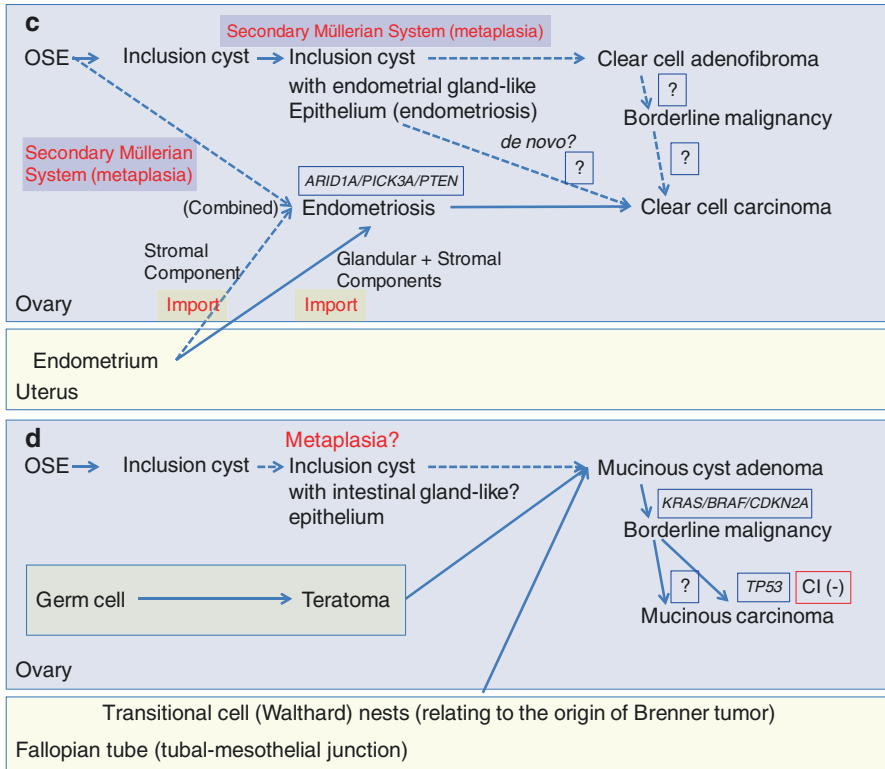 c
Secondary Müllerian System (metaplasia)
OSE
Inclusion cyst
Inclusion cyst
with endometrial gland-like
Epithelium (endometriosis)
Clear cell adenofibroma
?
Borderline malignancy
?
de novo?
?
Secondary Müllerian
System (metaplasia)
ARID1A/PICK3A/PTEN
(Combined)
Endometriosis
Clear cell carcinoma
Stromal
Component
Glandular + Stromal
Components
Import
Import
Ovary
Endometrium
Uterus
d
Metaplasia?
OSE
Inclusion cyst
Inclusion cyst
with intestinal gland-like?
epithelium
Mucinous cyst adenoma
KRAS/BRAF/CDKN2A
Borderline malignancy
?
TP53
CI (-)
Mucinous carcinoma
Germ cell
Teratoma
Ovary
Transitional cell (Walthard) nests (relating to the origin of Brenner tumor)
Fallopian tube (tubal-mesothelial junction)